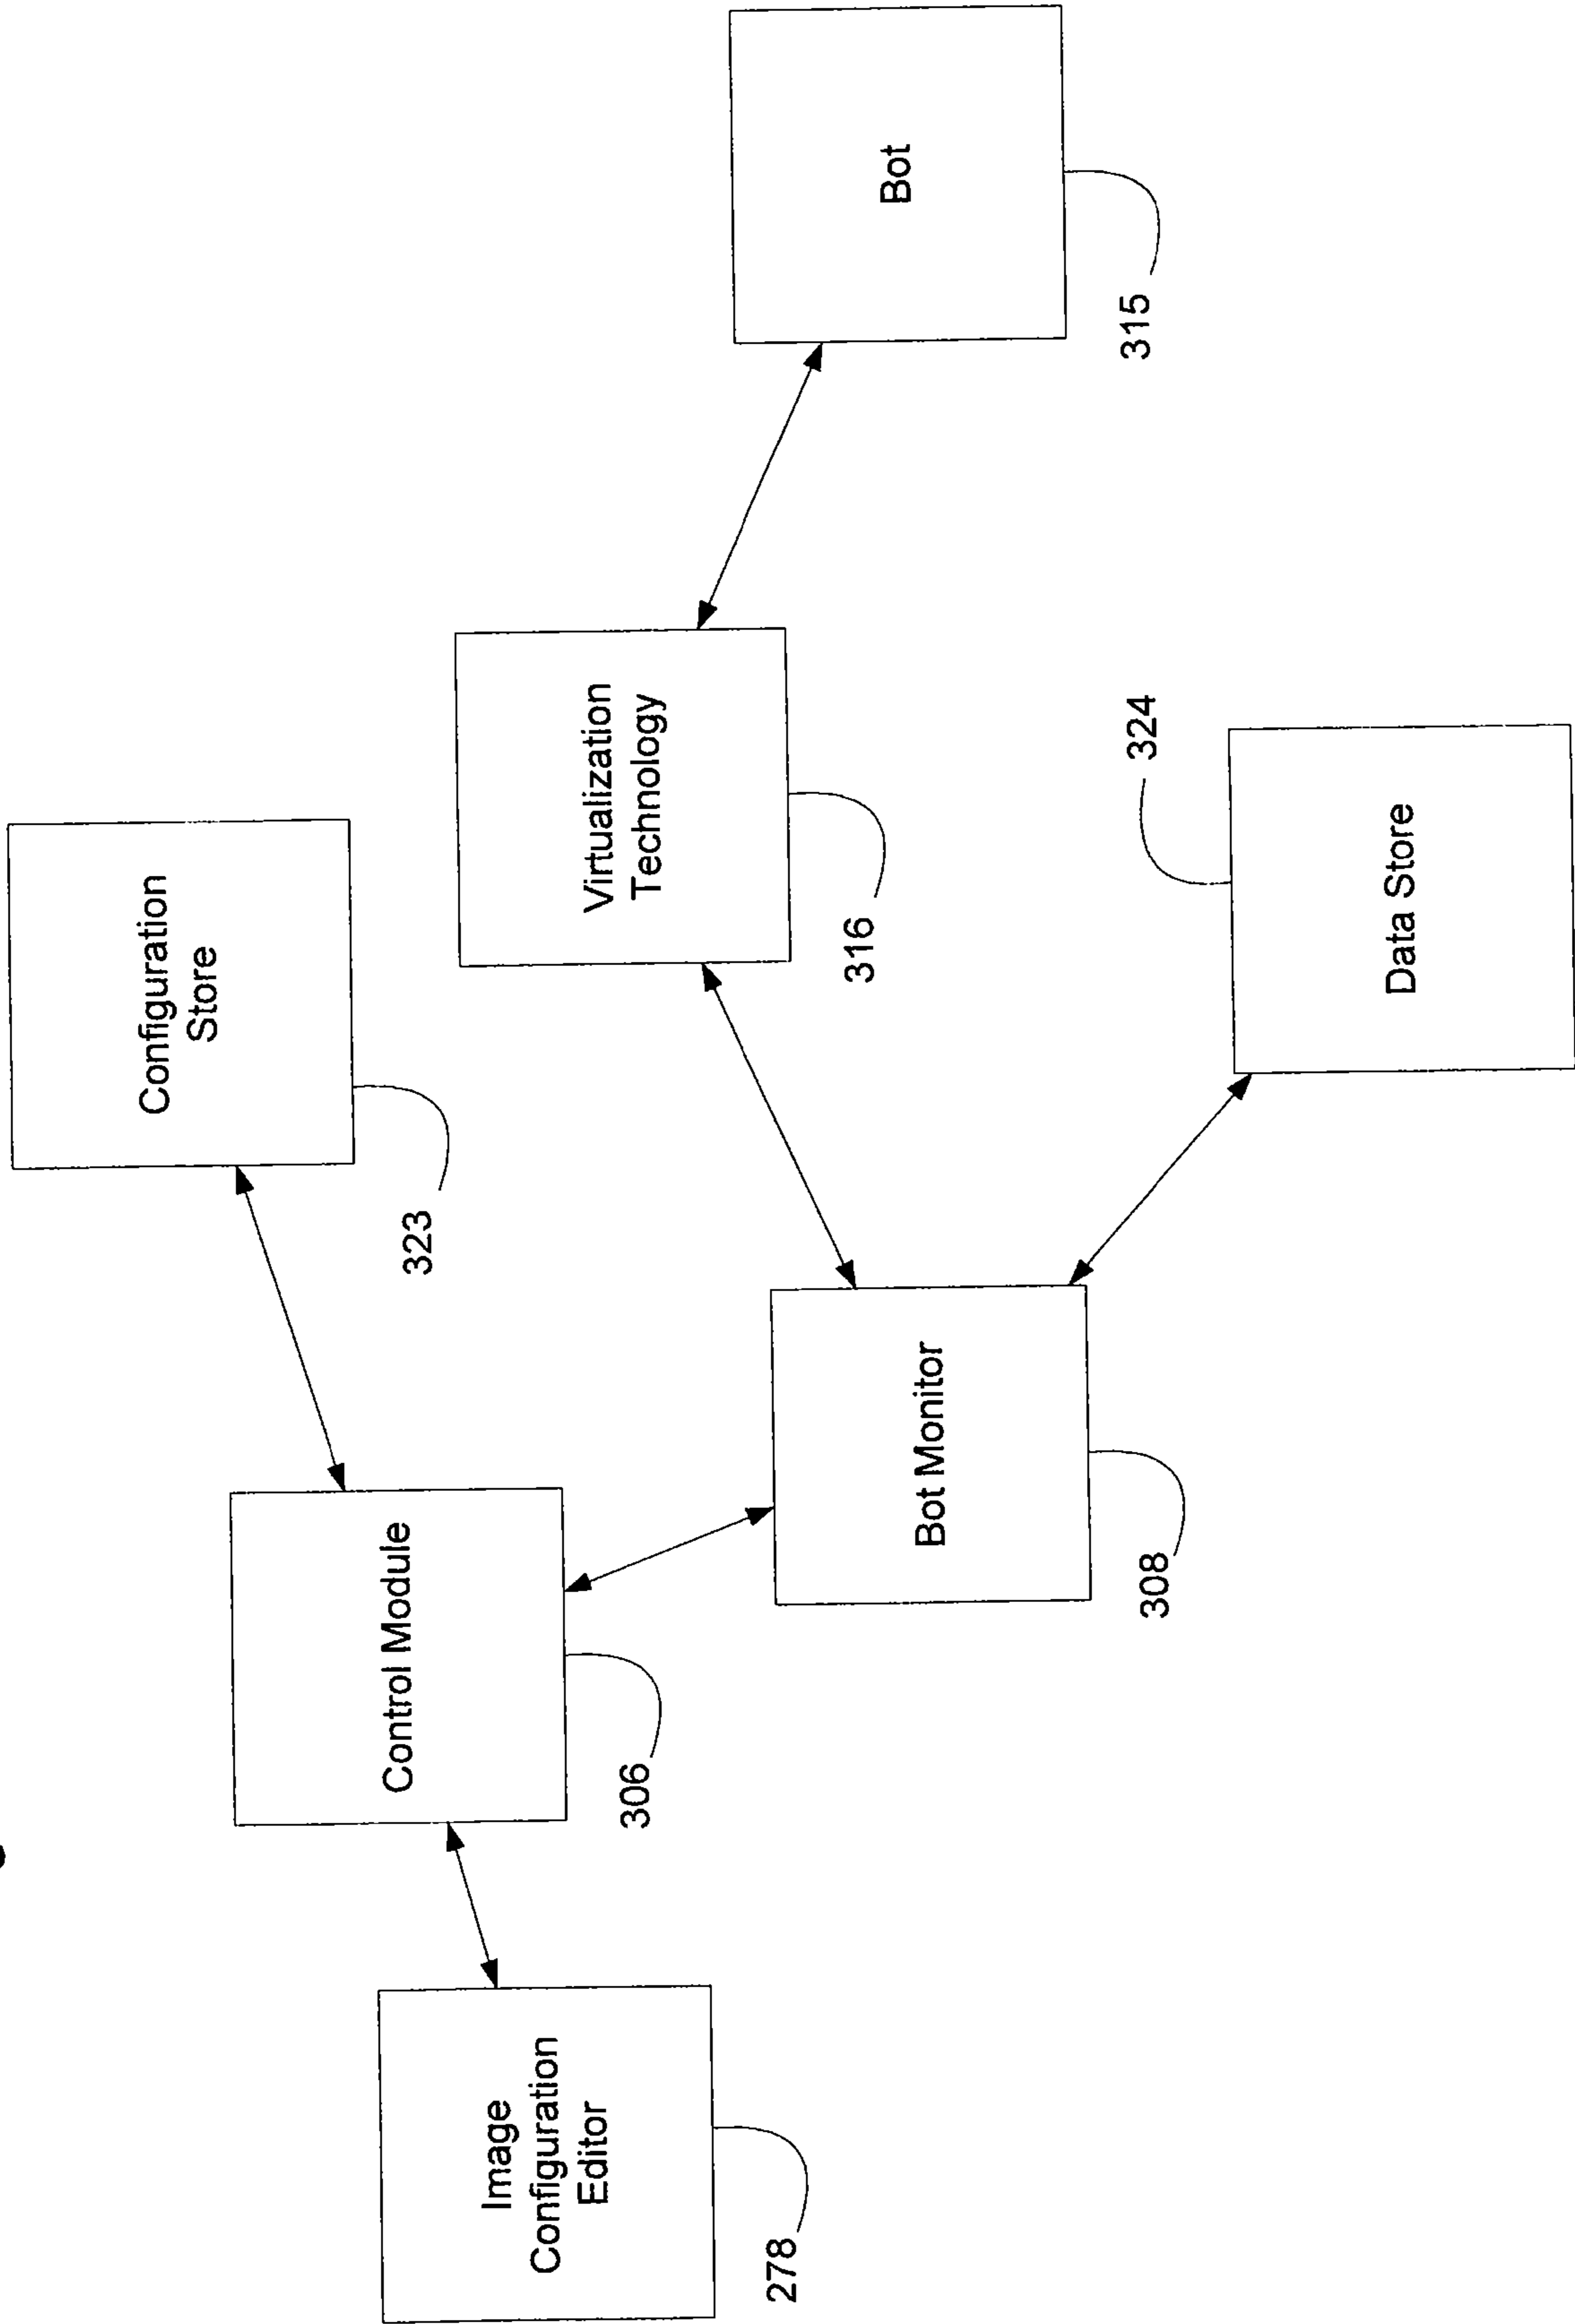 Configuration
Store
323
Image
Configuration
Editor
278
Control Module
306
Virtualization
Technology
316
Bot Monitor
308
Bot
315
Data Store
324